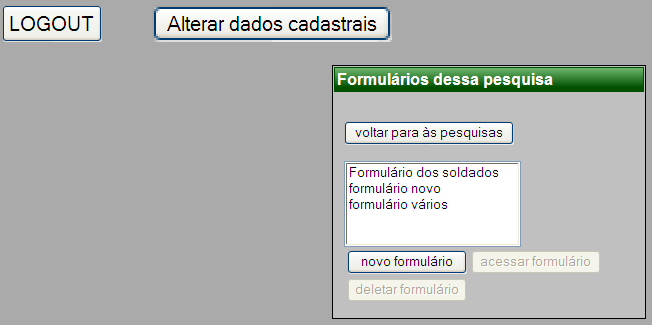 LOGOUT
Alterar dados cadastrais
Formulários dessa pesquisa
voltar para às pesquisas
Formulário dos soldados
formulário novo
formulário vários
novo formulário
acessar formulário
deletar formulário